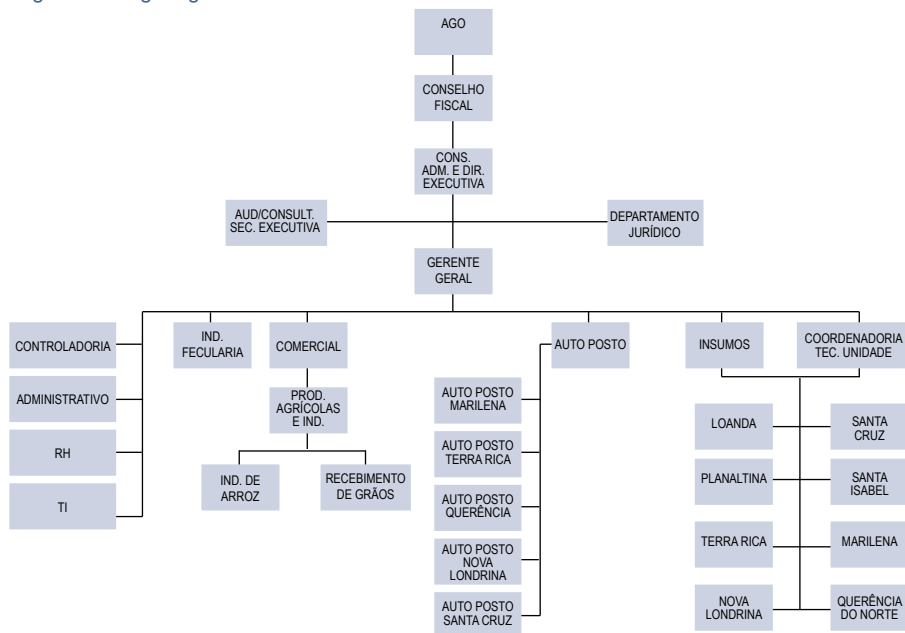 AGO
CONSELHO
FISCAL
CONS.
ADM. E DIR.
EXECUTIVA
AUD/CONSULT.
SEC. EXECUTIVA
DEPARTAMENTO
JURÍDICO
GERENTE
GERAL
CONTROLADORIA
IND.
FECULARIA
COMERCIAL
AUTO POSTO
INSUMOS
COORDENADORIA
TEC. UNIDADE
ADMINISTRATIVO
RH
TI
PROD.
AGRÍCOLAS
E IND.
IND. DE
ARROZ
RECEBIMENTO
DE GRÃOS
AUTO POSTO
MARILENA
AUTO POSTO
TERRA RICA
AUTO POSTO
QUERÊNCIA
AUTO POSTO
NOVA
LONDRINA
AUTO POSTO
SANTA CRUZ
LOANDA
SANTA
CRUZ
PLANALTINA
SANTA
ISABEL
TERRA RICA
MARILENA
NOVA
LONDRINA
QUERÊNCIA
DO NORTE